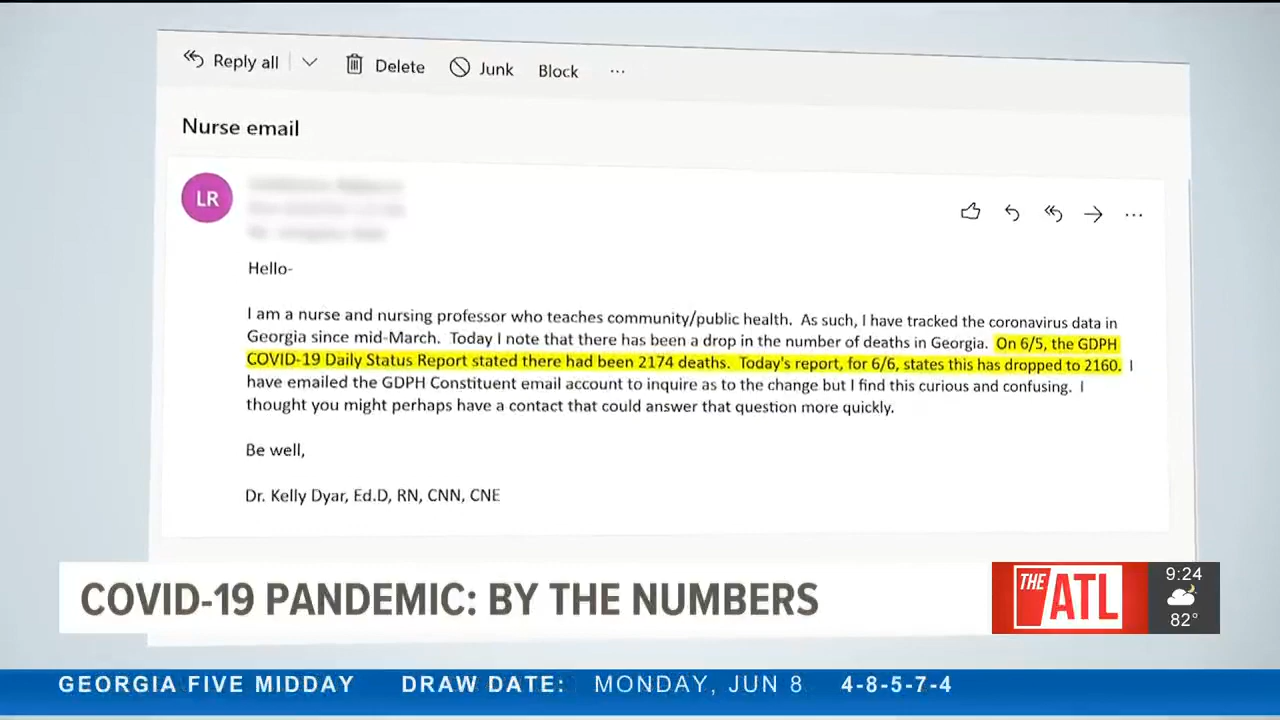 Reply all
Delete
Junk
Block
...
Nurse email
LR
...
Hello-
I am a nurse and nursing professor who teaches community/public health. As such, I have tracked the coronavirus data in
Georgia since mid-March. Today I note that there has been a drop in the number of deaths in Georgia. On 6/5, the GDPH
COVID-19 Daily Status Report stated there had been 2174 deaths. Today's report, for 6/6, states this has dropped to 2160. I
have emailed the GDPH Constituent email account to inquire as to the change but I find this curious and confusing. I
thought you might perhaps have a contact that could answer that question more quickly.
Be well,
Dr. Kelly Dyar, Ed.D, RN, CNN, CNE
COVID-19 PANDEMIC: BY THE NUMBERS
THE ATL
9:24
82°
GEORGIA FIVE MIDDAY DRAW DATE: MONDAY, JUN 8 4-8-5-7-4